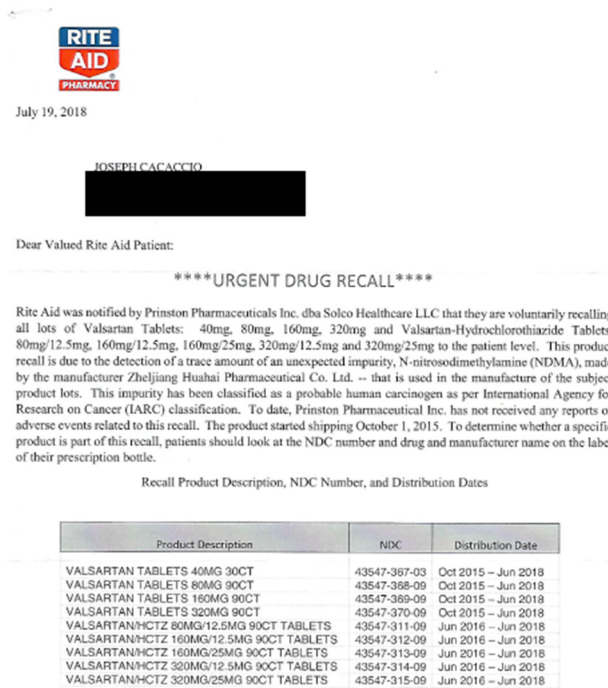 RITE
AID
PHARMACY
July 19, 2018
JOSEPH CACACCIO
Dear Valued Rite Aid Patient:
****URGENT DRUG RECALL****
Rite Aid was notified by Prinston Pharmaceuticals Inc. dba Solco Healthcare LLC that they are voluntarily recalling
all lots of Valsartan Tablets: 40mg, 80mg, 160mg, 320mg and Valsartan-Hydrochlorothiazide Tablets
80mg/12.5mg, 160mg/12.5mg, 160mg/25mg, 320mg/12.5mg and 320mg/25mg to the patient level. This produc
recall is due to the detection of a trace amount of an unexpected impurity, N-nitrosodimethylamine (NDMA), made
by the manufacturer Zheljiang Huahai Pharmaceutical Co. Ltd. -- that is used in the manufacture of the subjec
product lots. This impurity has been classified as a probable human carcinogen as per International Agency fo
Research on Cancer (IARC) classification. To date, Prinston Pharmaceutical Inc. has not received any reports o
adverse events related to this recall. The product started shipping October 1, 2015. To determine whether a specifi
product is part of this recall, patients should look at the NDC number and drug and manufacturer name on the labe
of their prescription bottle.
Recall Product Description, NDC Number, and Distribution Dates
Product Description NDC Distribution Date
VALSARTAN TABLETS 40MG 30CT 43547-367-03 Oct 2015 – Jun 2018
VALSARTAN TABLETS 80MG 90CT 43547-368-09 Oct 2015 – Jun 2018
VALSARTAN TABLETS 160MG 90CT 43547-369-09 Oct 2015 – Jun 2018
VALSARTAN TABLETS 320MG 90CT 43547-370-09 Oct 2015 – Jun 2018
VALSARTAN/HCTZ 80MG/12.5MG 90CT TABLETS 43547-311-09 Jun 2016 – Jun 2018
VALSARTAN/HCTZ 160MG/12.5MG 90CT TABLETS 43547-312-09 Jun 2016 – Jun 2018
VALSARTAN/HCTZ 160MG/25MG 90CT TABLETS 43547-313-09 Jun 2016 – Jun 2018
VALSARTAN/HCTZ 320MG/12.5MG 90CT TABLETS 43547-314-09 Jun 2016 – Jun 2018
VALSARTAN/HCTZ 320MG/25MG 90CT TABLETS 43547-315-09 Jun 2016 – Jun 2018